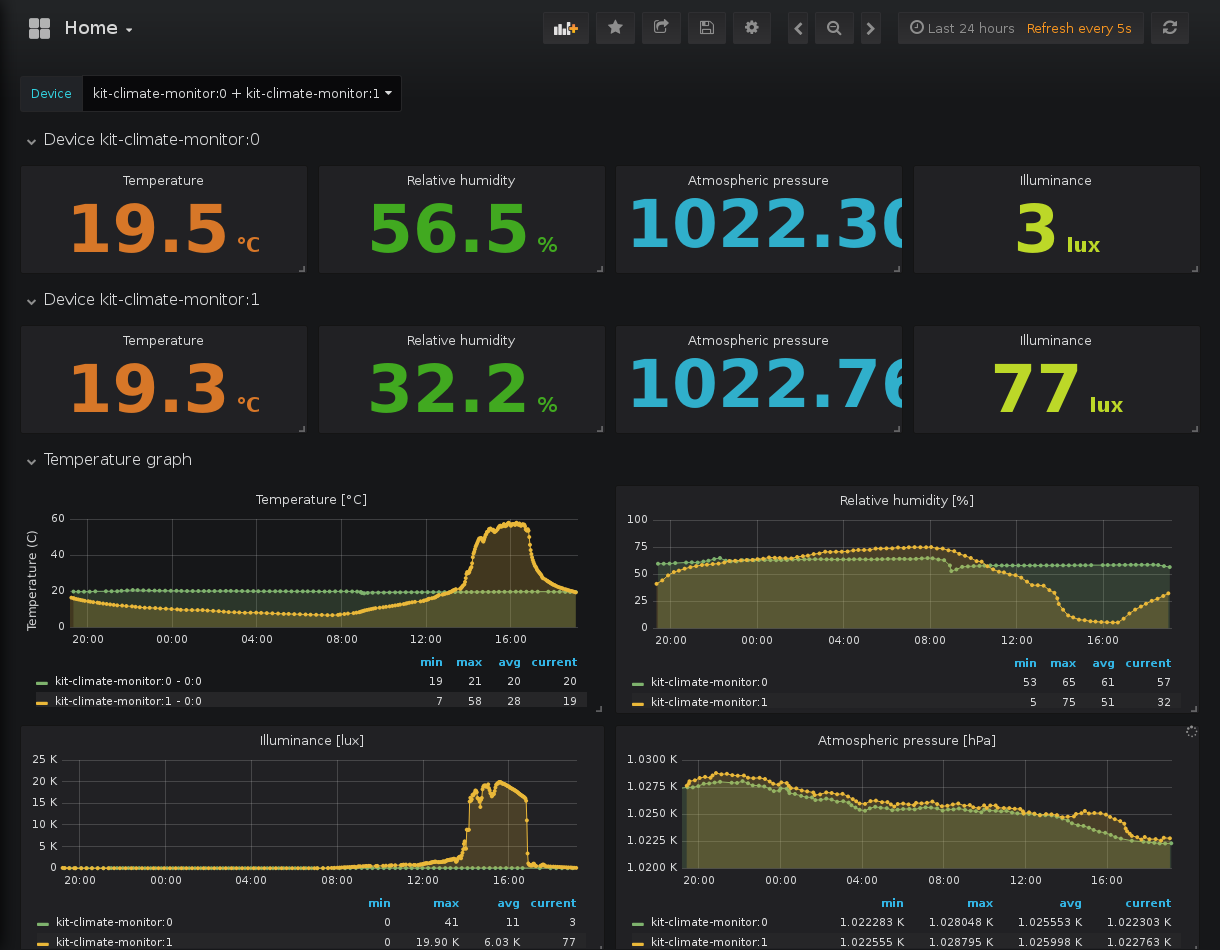 Home
Last 24 hours Refresh every 5s
Device kit-climate-monitor:0 + kit-climate-monitor:1
Device kit-climate-monitor:0
Temperature Relative humidity Atmospheric pressure Illuminance
19.5 °C 56.5 % 1022.30 3 lux
Device kit-climate-monitor:1
Temperature Relative humidity Atmospheric pressure Illuminance
19.3 °C 32.2 % 1022.76 77 lux
Temperature graph
Temperature [°C]
Temperature (C)
60
40
20
0
20:00 00:00 04:00 08:00 12:00 16:00
min max avg current
kit-climate-monitor:0 - 0:0 19 21 20 20
kit-climate-monitor:1 - 0:0 7 58 28 19
Relative humidity [%]
100
75
50
25
0
20:00 00:00 04:00 08:00 12:00 16:00
min max avg current
kit-climate-monitor:0 53 65 61 57
kit-climate-monitor:1 5 75 51 32
Illuminance [lux]
25 K
20 K
15 K
10 K
5 K
0
20:00 00:00 04:00 08:00 12:00 16:00
min max avg current
kit-climate-monitor:0 0 41 11 3
kit-climate-monitor:1 0 19.90 K 6.03 K 77
Atmospheric pressure [hPa]
1.0300 K
1.0275 K
1.0250 K
1.0225 K
1.0200 K
20:00 00:00 04:00 08:00 12:00 16:00
min max avg current
kit-climate-monitor:0 1.022283 K 1.028048 K 1.025553 K 1.022303 K
kit-climate-monitor:1 1.022555 K 1.028795 K 1.025998 K 1.022763 K